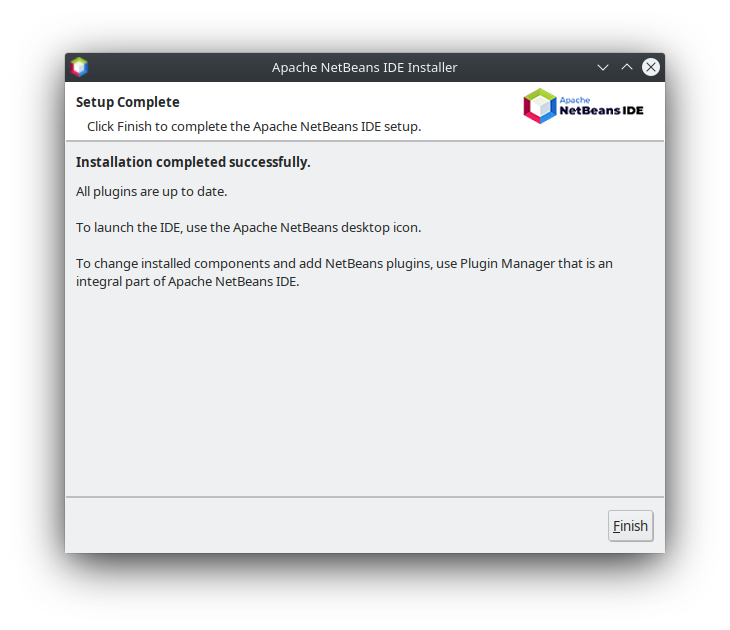 Apache NetBeans IDE Installer
Setup Complete
Click Finish to complete the Apache NetBeans IDE setup.
Apache
NetBeans IDE
Installation completed successfully.
All plugins are up to date.
To launch the IDE, use the Apache NetBeans desktop icon.
To change installed components and add NetBeans plugins, use Plugin Manager that is an
integral part of Apache NetBeans IDE.
Finish